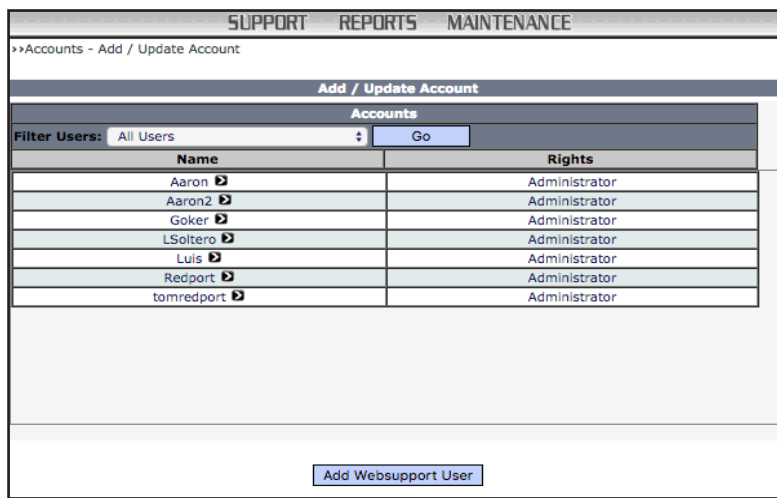 SUPPORT REPORTS MAINTENANCE
››Accounts - Add / Update Account
Add / Update Account
Accounts
Filter Users: All Users Go
Name Rights
Aaron Administrator
Aaron2 Administrator
Goker Administrator
LSoltero Administrator
Luis Administrator
Redport Administrator
tomredport Administrator
Add Websupport User